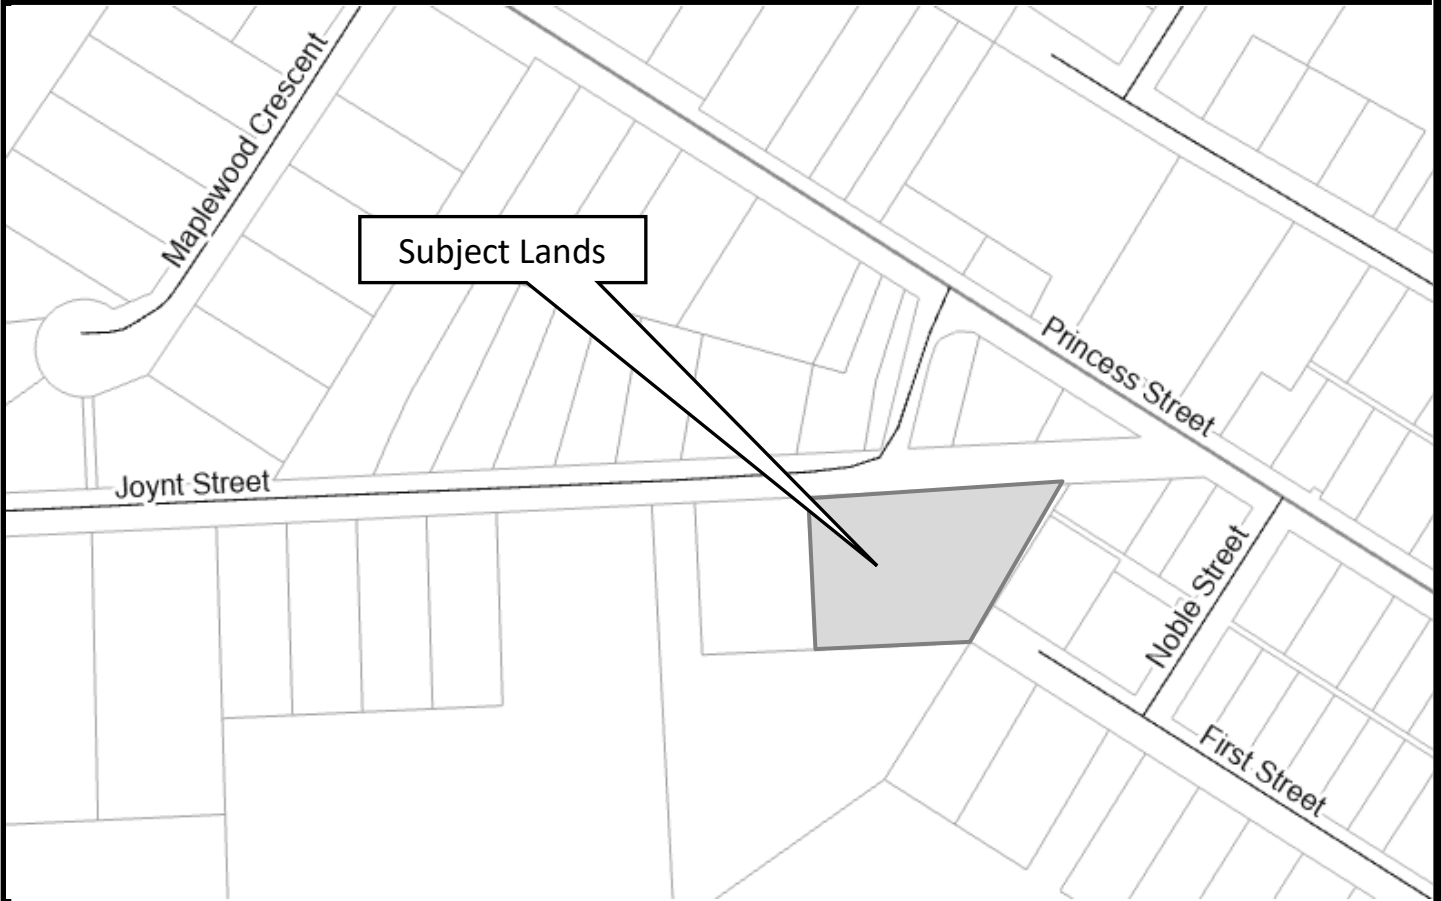 Maplewood Crescent
Subject Lands
Princess Street
Joynt Street
Noble Street
First Street